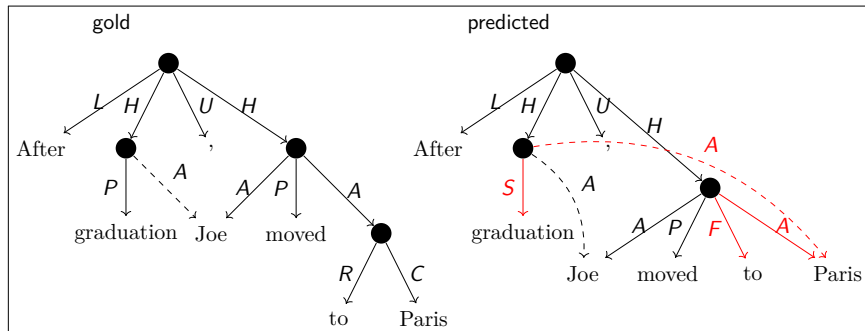 gold predicted
L H U H L H U H
After , After ,
P A A P A S A A
graduation Joe moved graduation
R C A P F A
to Paris Joe moved to Paris